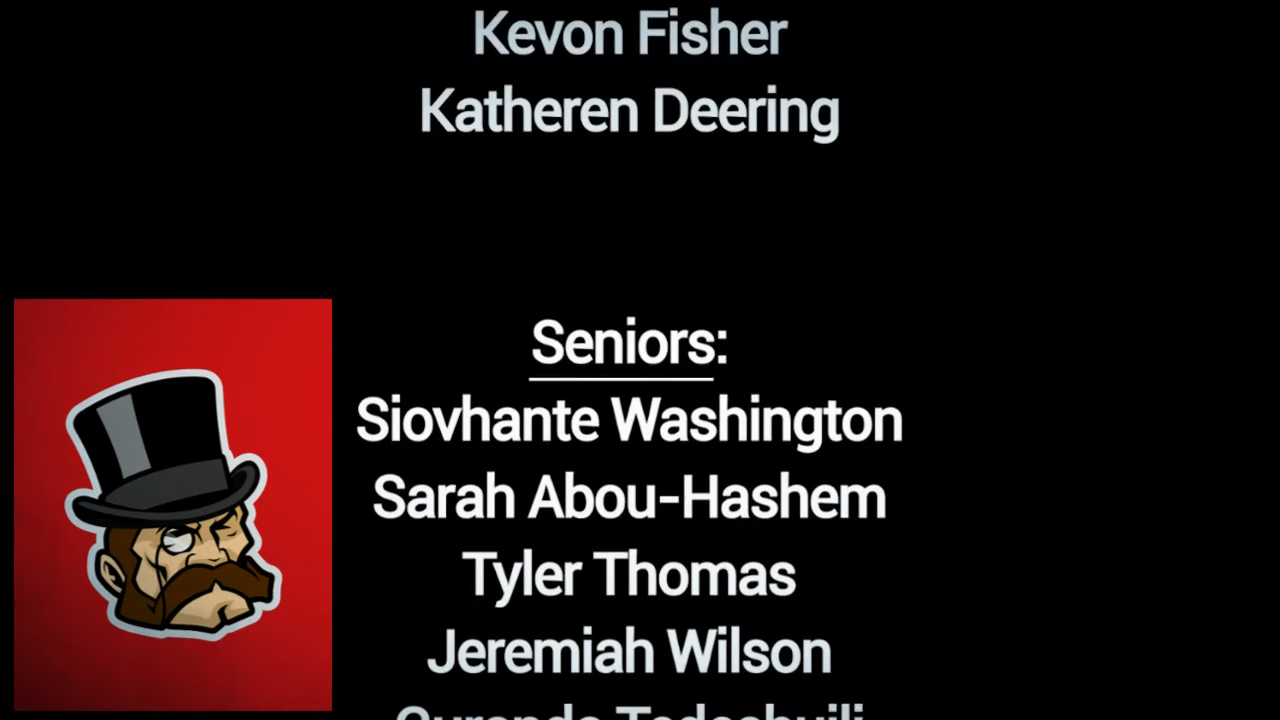 Kevon Fisher
Katheren Deering
Seniors:
Siovhante Washington
Sarah Abou-Hashem
Tyler Thomas
Jeremiah Wilson